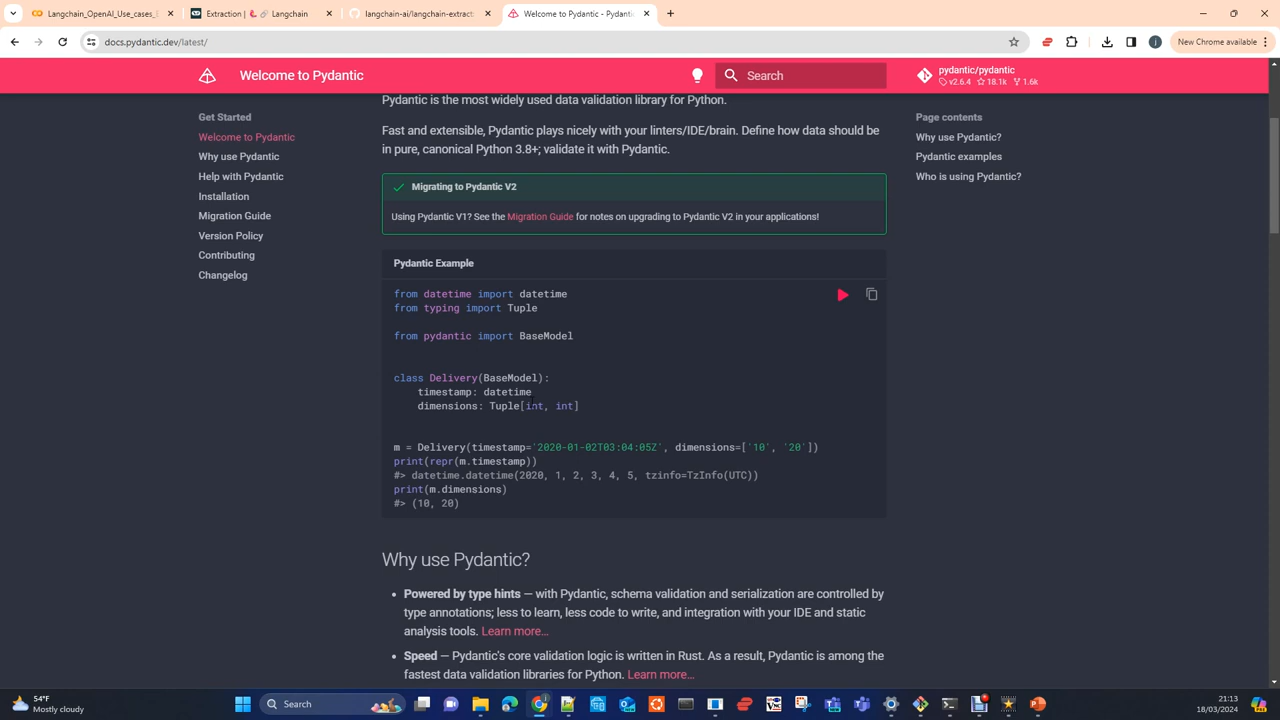 Langchain_OpenAI_Use_cases_
Extraction | 🦜🔗 Langchain
langchain-ai/langchain-extract
Welcome to Pydantic - Pydantic
docs.pydantic.dev/latest/
New Chrome available
Welcome to Pydantic
Search
pydantic/pydantic
v2.6.4 18.1k 1.6k
Get Started
Welcome to Pydantic
Why use Pydantic
Help with Pydantic
Installation
Migration Guide
Version Policy
Contributing
Changelog
Pydantic is the most widely used data validation library for Python.
Fast and extensible, Pydantic plays nicely with your linters/IDE/brain. Define how data should be
in pure, canonical Python 3.8+; validate it with Pydantic.
Migrating to Pydantic V2
Using Pydantic V1? See the Migration Guide for notes on upgrading to Pydantic V2 in your applications!
Pydantic Example
from datetime import datetime
from typing import Tuple
from pydantic import BaseModel
class Delivery(BaseModel):
timestamp: datetime
dimensions: Tuple[int, int]
m = Delivery(timestamp='2020-01-02T03:04:05Z', dimensions=['10', '20'])
print(repr(m.timestamp))
#> datetime.datetime(2020, 1, 2, 3, 4, 5, tzinfo=TzInfo(UTC))
print(m.dimensions)
#> (10, 20)
Why use Pydantic?
Powered by type hints — with Pydantic, schema validation and serialization are controlled
by type annotations; less to learn, less code to write, and integration with your IDE and static
analysis tools. Learn more…
Speed — Pydantic's core validation logic is written in Rust. As a result, Pydantic is among the
fastest data validation libraries for Python. Learn more…
Page contents
Why use Pydantic?
Pydantic examples
Who is using Pydantic?
54°F
Mostly cloudy
Search
21:13
18/03/2024